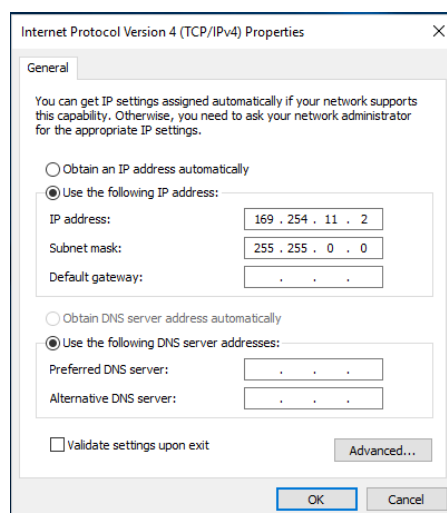 Internet Protocol Version 4 (TCP/IPv4) Properties
General
You can get IP settings assigned automatically if your network supports
this capability. Otherwise, you need to ask your network administrator
for the appropriate IP settings.
Obtain an IP address automatically
Use the following IP address:
IP address: 169 . 254 . 11 . 2
Subnet mask: 255 . 255 . 0 . 0
Default gateway: . . .
Obtain DNS server address automatically
Use the following DNS server addresses:
Preferred DNS server: . . .
Alternative DNS server: . . .
Validate settings upon exit
Advanced...
OK Cancel